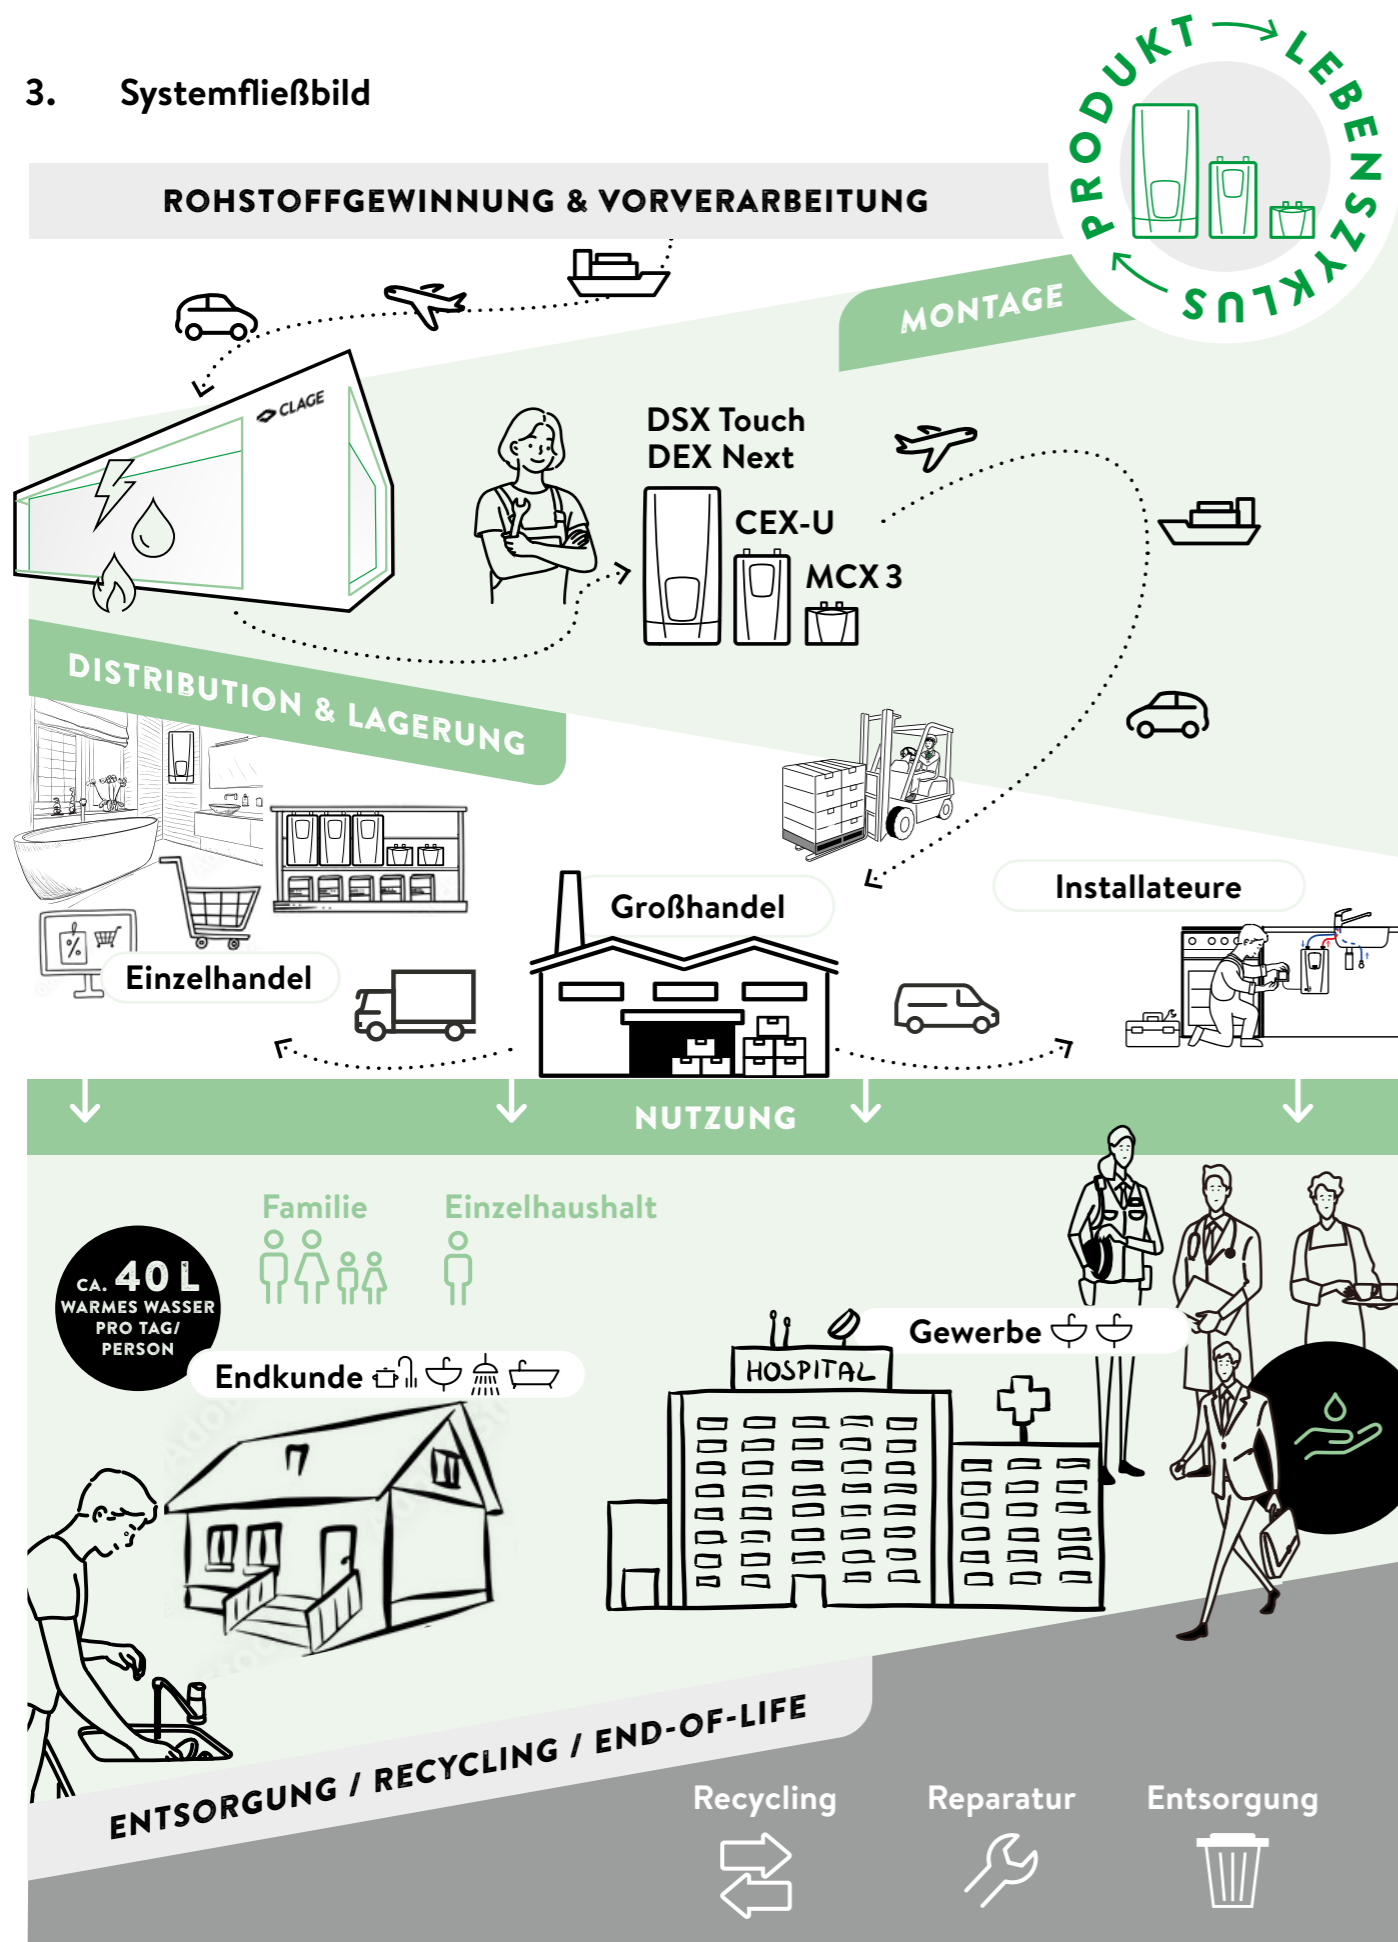 3. Systemfließbild
PRODUKT LEBENSZYKLUS
ROHSTOFFGEWINNUNG & VORVERARBEITUNG
MONTAGE
CLAGE
DSX Touch
DEX Next
CEX-U
MCX 3
DISTRIBUTION & LAGERUNG
Großhandel
Installateure
%
Einzelhandel
NUTZUNG
Familie
Einzelhaushalt
CA. 40 L
WARMES WASSER
PRO TAG/
PERSON
Endkunde
Gewerbe
HOSPITAL
ENTSORGUNG / RECYCLING / END-OF-LIFE
Recycling
Reparatur
Entsorgung